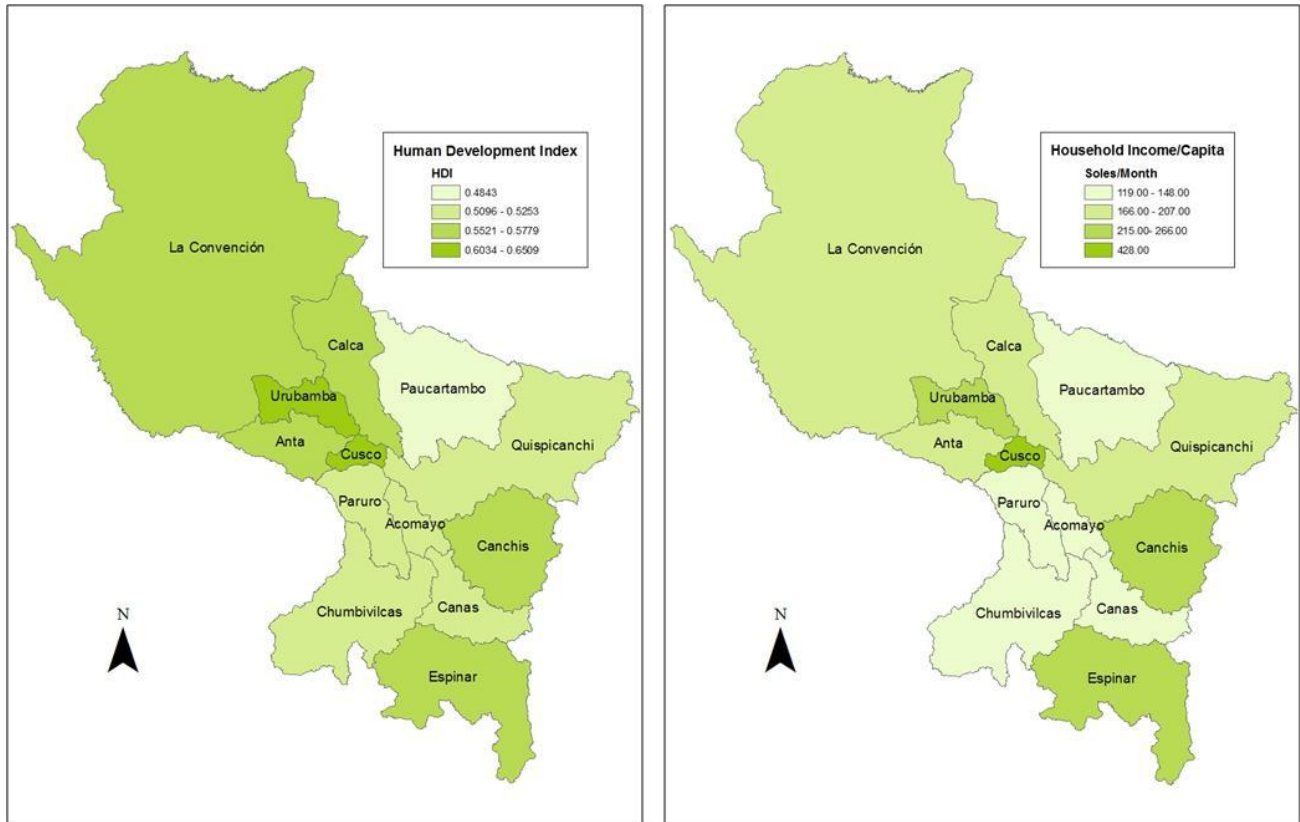 Human Development Index
HDI
0.4843
0.5096 - 0.5253
0.5521 - 0.5779
0.6034 - 0.6509
La Convención
Calca
Paucartambo
Urubamba
Anta
Quispicanchi
Cusco
Paruro
Acomayo
Canchis
Chumbivilcas
Canas
N
Espinar
Household Income/Capita
Soles/Month
119.00 - 148.00
166.00 - 207.00
215.00- 266.00
428.00
La Convención
Calca
Paucartambo
Urubamba
Anta
Quispicanchi
Cusco
Paruro
Acomayo
Canchis
Chumbivilcas
Canas
N
Espinar